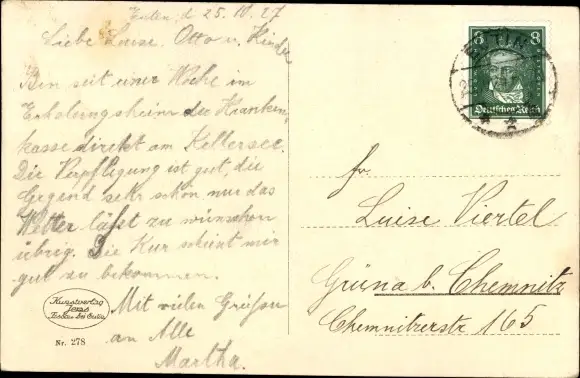 Eutin, d 25.10.27
Liebe Louise, Otto u. Kinder
Bin seit einer Woche im
Erholungsheim der Kranken
kasse direkt am Kellersee.
Die Verpflegung ist gut, die
Gegend sehr schön nur das
Wetter läßt zu wünschen
übrig. Die Kur scheint mir
gut zu bekommen.
Mit vielen Grüßen
an Alle
Martha.
Kunstverlag
Nr. 278
8 8
Deutsches Reich
EUTIN
Fr.
Luise Viertel
Grüna b. Chemnitz
Chemnitzerstr 165